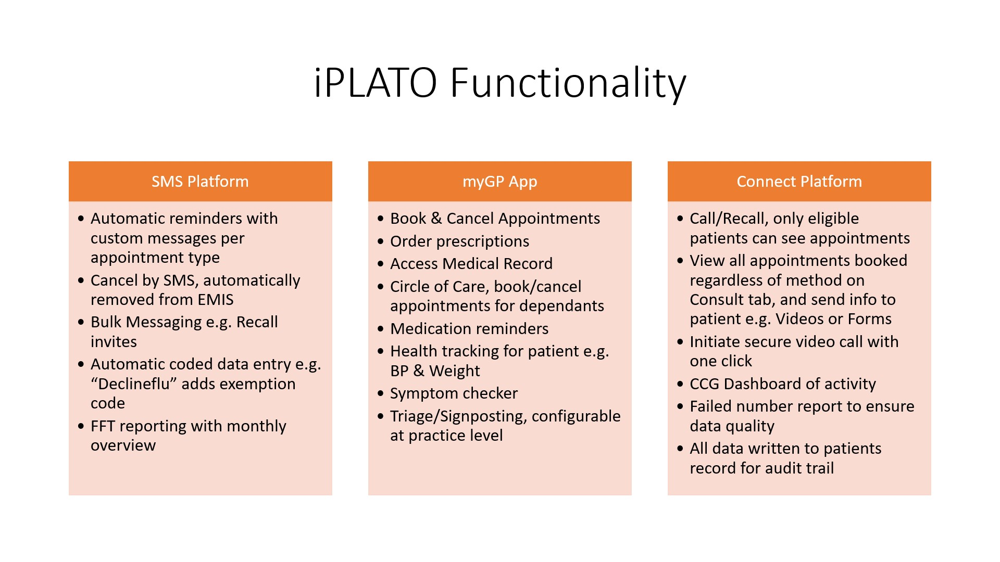 iPLATO Functionality
SMS Platform
• Automatic reminders with
custom messages per
appointment type
• Cancel by SMS, automatically
removed from EMIS
• Bulk Messaging e.g. Recall
invites
• Automatic coded data entry e.g.
“Declineflu” adds exemption
code
• FFT reporting with monthly
overview
myGP App
• Book & Cancel Appointments
• Order prescriptions
• Access Medical Record
• Circle of Care, book/cancel
appointments for dependants
• Medication reminders
• Health tracking for patient e.g.
BP & Weight
• Symptom checker
• Triage/Signposting, configurable
at practice level
Connect Platform
• Call/Recall, only eligible
patients can see appointments
• View all appointments booked
regardless of method on
Consult tab, and send info to
patient e.g. Videos or Forms
• Initiate secure video call with
one click
• CCG Dashboard of activity
• Failed number report to ensure
data quality
• All data written to patients
record for audit trail